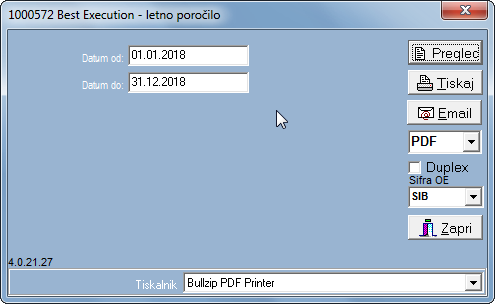 1000572 Best Execution - letno poročilo
Datum od: 01.01.2018
Datum do: 31.12.2018
Pregled
Tiskaj
Email
PDF
Duplex
Sifra OE
SIB
Zapri
4.0.21.27
Tiskalnik Bullzip PDF Printer